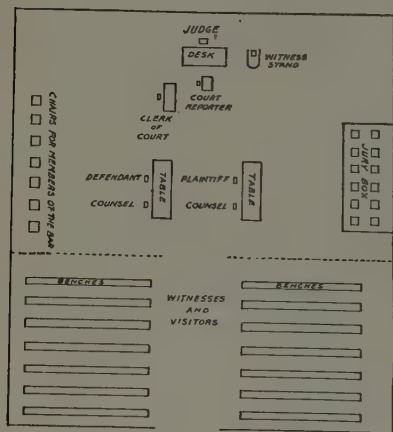 JUDGE
DESK
WITNESS
STAND
COURT
REPORTER
CLERK
OF
COURT
CHAIRS FOR MEMBERS OF THE BAR
JURY BOX
DEFENDANT
COUNSEL
TABLE
PLAINTIFF
COUNSEL
TABLE
BENCHES
WITNESSES
AND
VISITORS
BENCHES